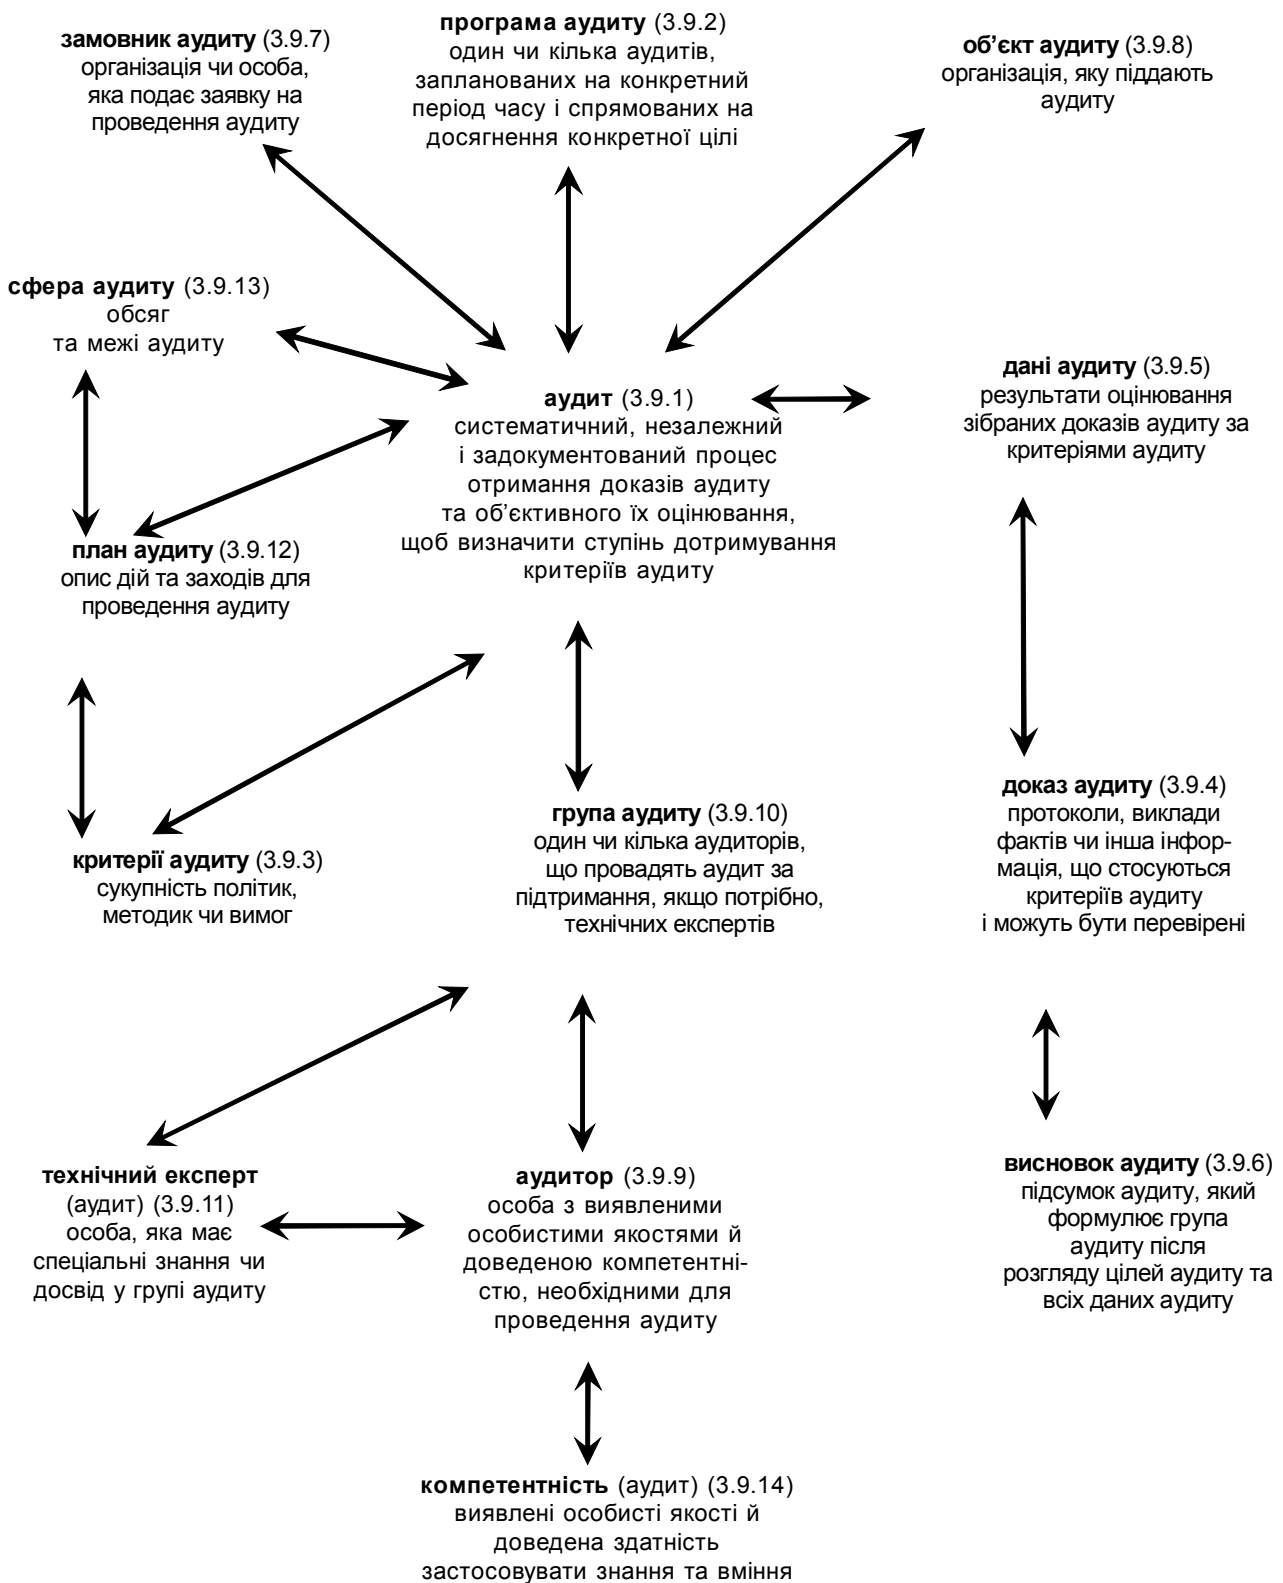 замовник аудиту (3.9.7)
організація чи особа,
яка подає заявку на
проведення аудиту
програма аудиту (3.9.2)
один чи кілька аудитів,
запланованих на конкретний
період часу і спрямованих на
досягнення конкретної цілі
об’єкт аудиту (3.9.8)
організація, яку піддають
аудиту
сфера аудиту (3.9.13)
обсяг
та межі аудиту
аудит (3.9.1)
систематичний, незалежний
і задокументований процес
отримання доказів аудиту
та об’єктивного їх оцінювання,
щоб визначити ступінь дотримування
критеріїв аудиту
дані аудиту (3.9.5)
результати оцінювання
зібраних доказів аудиту за
критеріями аудиту
план аудиту (3.9.12)
опис дій та заходів для
проведення аудиту
критерії аудиту (3.9.3)
сукупність політик,
методик чи вимог
група аудиту (3.9.10)
один чи кілька аудиторів,
що провадять аудит за
підтримання, якщо потрібно,
технічних експертів
доказ аудиту (3.9.4)
протоколи, виклади
фактів чи інша інфор-
мація, що стосуються
критеріїв аудиту
і можуть бути перевірені
технічний експерт
(аудит) (3.9.11)
особа, яка має
спеціальні знання чи
досвід у групі аудиту
аудитор (3.9.9)
особа з виявленими
особистими якостями й
доведеною компетентні-
стю, необхідними для
проведення аудиту
висновок аудиту (3.9.6)
підсумок аудиту, який
формулює група
аудиту після
розгляду цілей аудиту та
всіх даних аудиту
компетентність (аудит) (3.9.14)
виявлені особисті якості й
доведена здатність
застосовувати знання та вміння